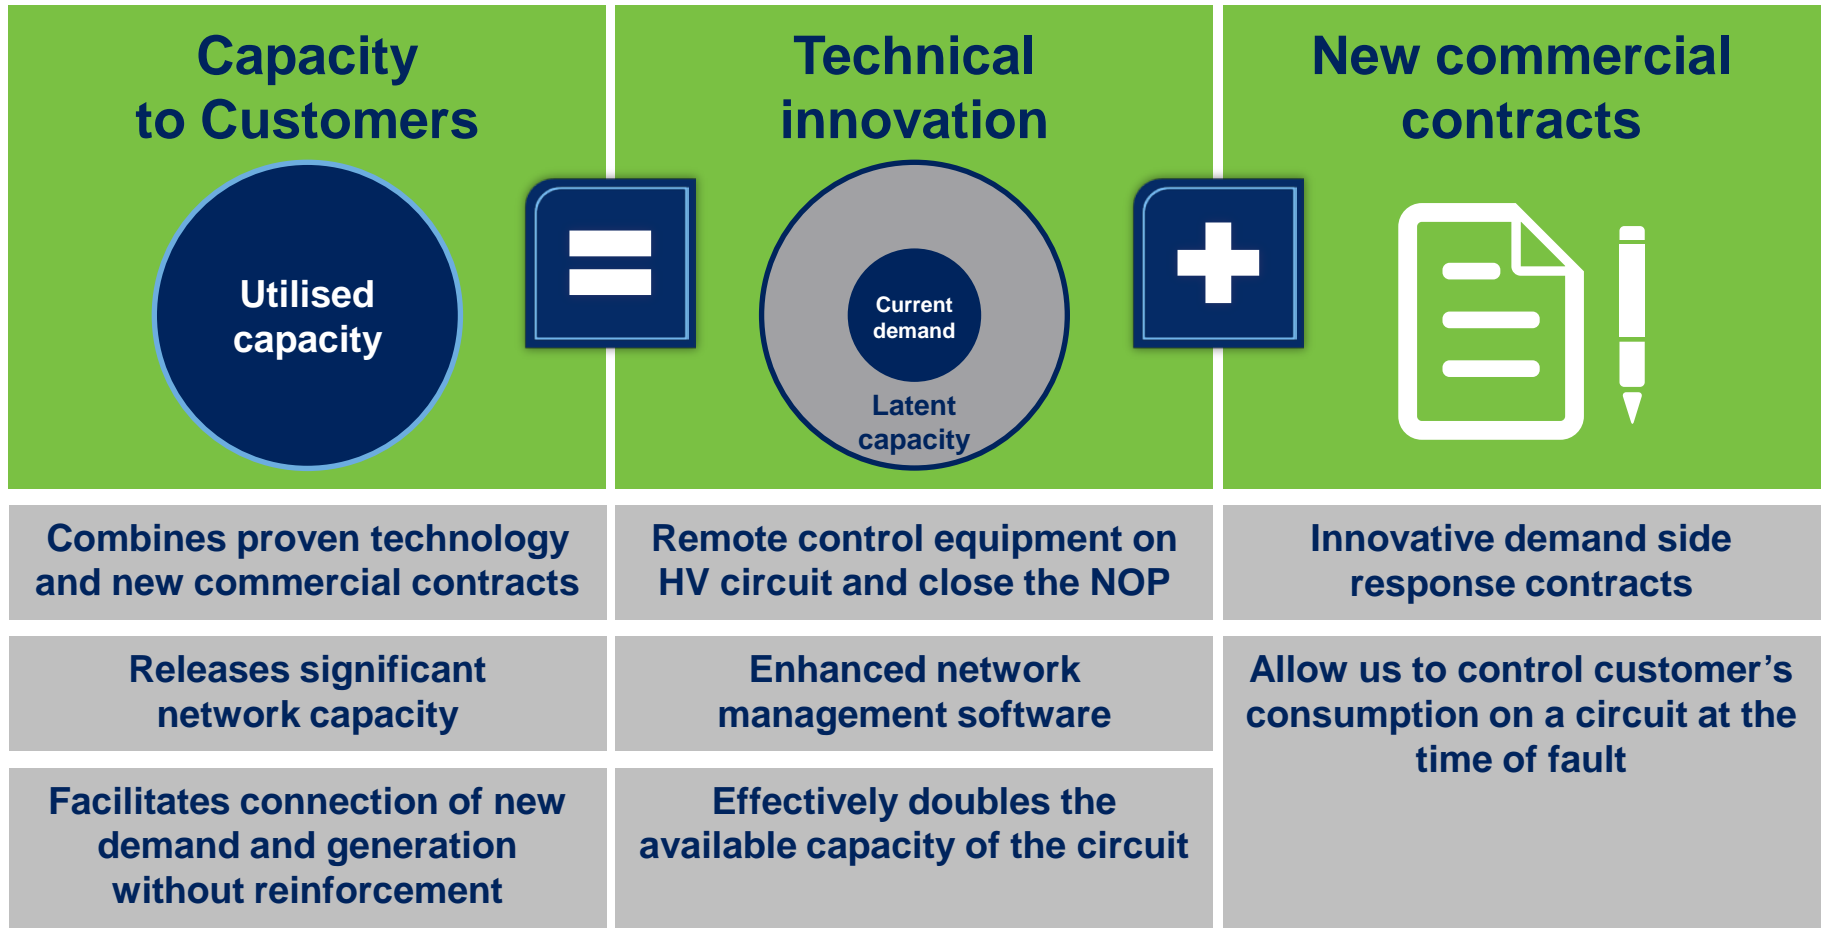 Capacity
to Customers
Utilised
capacity
=
Technical
innovation
Current
demand
Latent
capacity
+
New commercial
contracts
Combines proven technology
and new commercial contracts
Releases significant
network capacity
Facilitates connection of new
demand and generation
without reinforcement
Remote control equipment on
HV circuit and close the NOP
Enhanced network
management software
Effectively doubles the
available capacity of the circuit
Innovative demand side
response contracts
Allow us to control customer’s
consumption on a circuit at the
time of fault